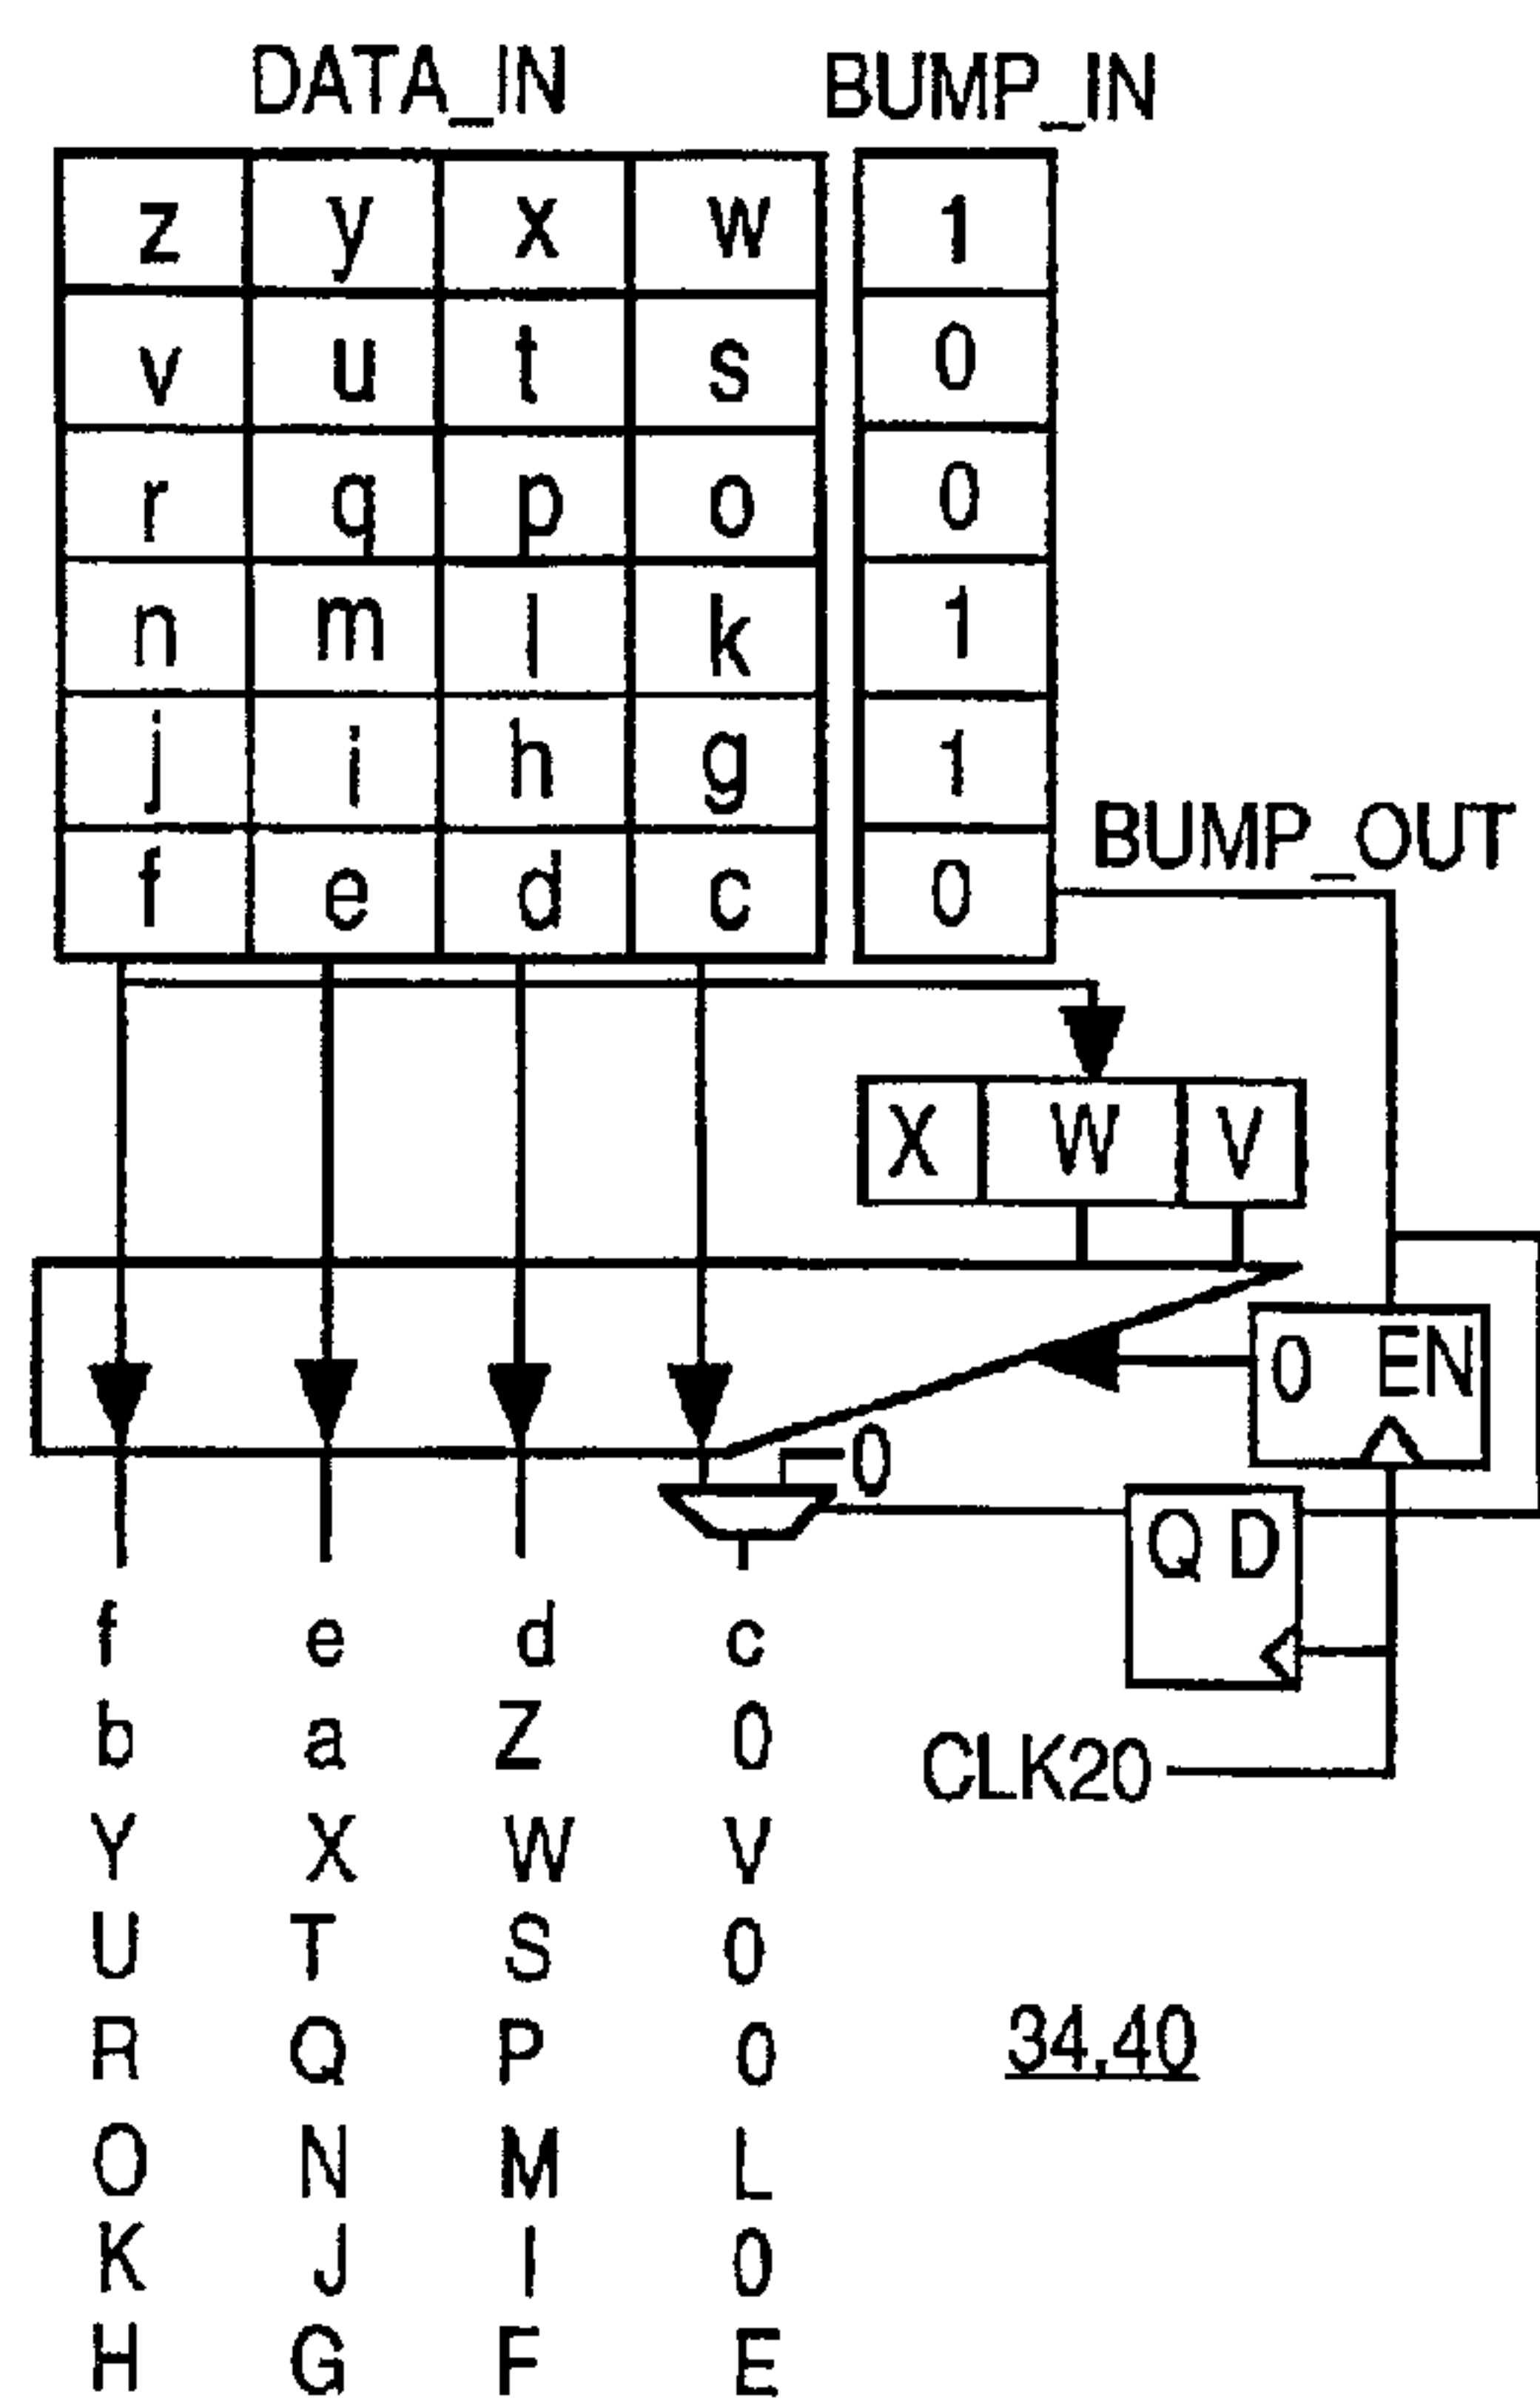 DATA_IN BUMP_IN
z y x w 1
v u t s 0
r q p o 0
n m l k 1
j i h g 1
f e d c 0
BUMP_OUT
X W V
0 EN
0
Q D
f e d c
b a Z 0
CLK20
Y X W V
U T S 0
R Q P 0
34,40
O N M L
K J I 0
H G F E